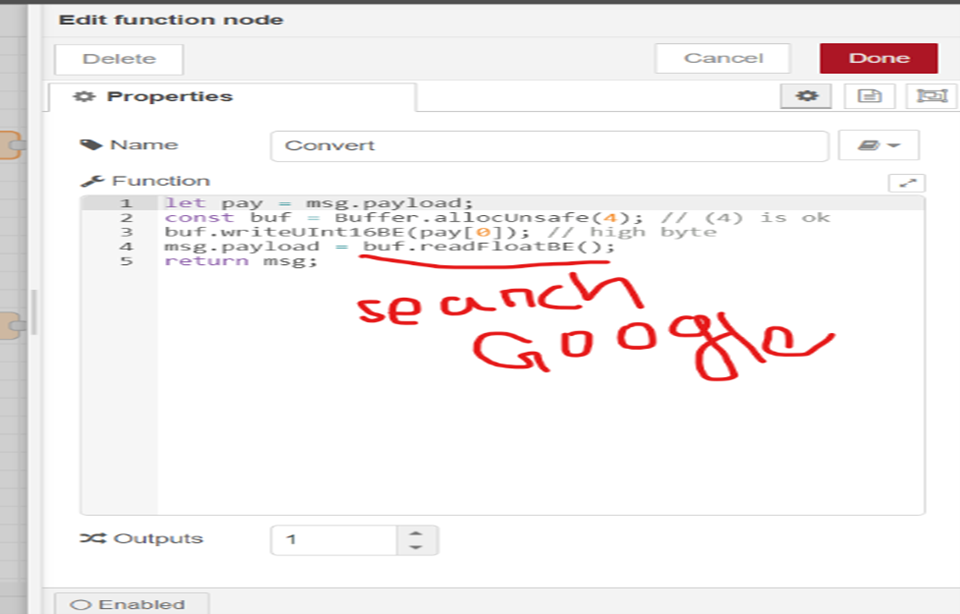 Edit function node
Delete
Cancel
Done
Properties
Name
Convert
Function
1 let pay = msg.payload;
2 const buf = Buffer.allocUnsafe(4); // (4) is ok
3 buf.writeUInt16BE(pay[0]); // high byte
4 msg.payload = buf.readFloatBE();
5 return msg;
search
Google
Outputs
1
Enabled